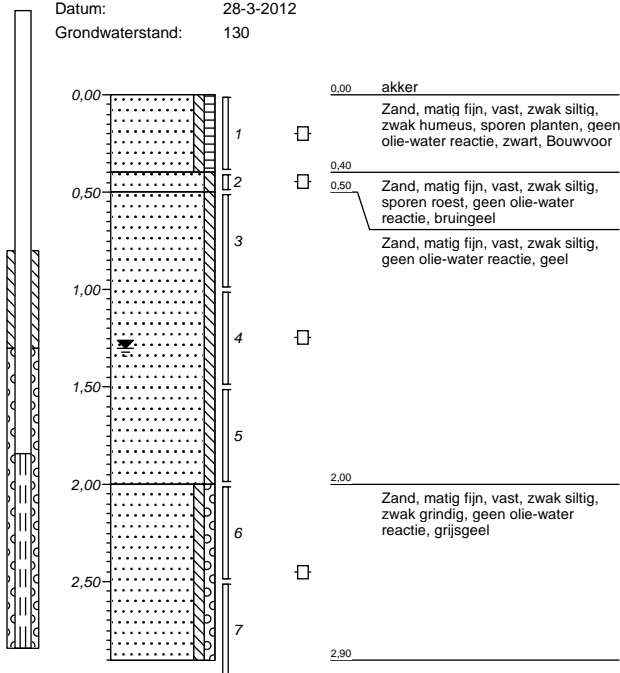 Datum: 28-3-2012
Grondwaterstand: 130
0,00
0,50
1,00
1,50
2,00
2,50
1
2
3
4
5
6
7
0,00 akker
Zand, matig fijn, vast, zwak siltig,
zwak humeus, sporen planten, geen
olie-water reactie, zwart, Bouwvoor
0,40
0,50
Zand, matig fijn, vast, zwak siltig,
sporen roest, geen olie-water
reactie, bruingeel
Zand, matig fijn, vast, zwak siltig,
geen olie-water reactie, geel
2,00
Zand, matig fijn, vast, zwak siltig,
zwak grindig, geen olie-water
reactie, grijsgeel
2,90